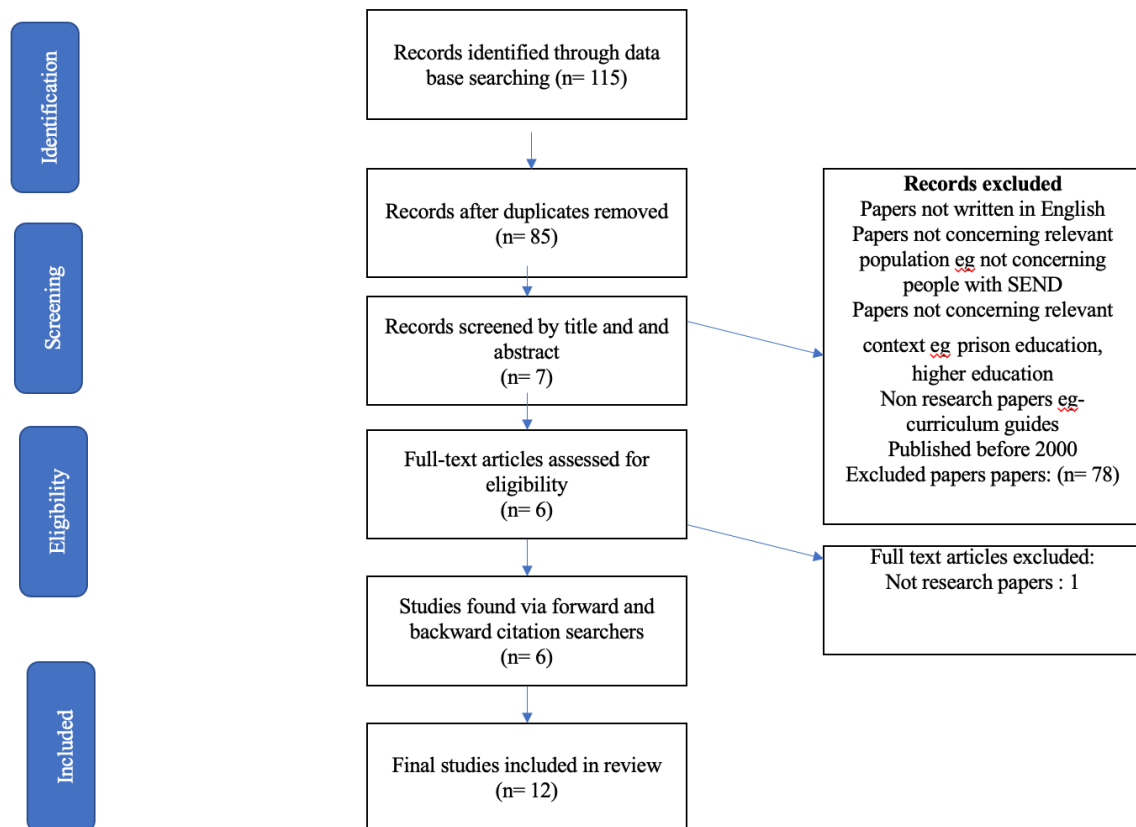 Identification
Records identified through data
base searching (n= 115)
Records after duplicates removed
(n= 85)
Screening
Records screened by title and and
abstract
(n= 7)
Records excluded
Papers not written in English
Papers not concerning relevant
population eg not concerning
people with SEND
Papers not concerning relevant
context eg prison education,
higher education
Non research papers eg-
curriculum guides
Published before 2000
Excluded papers papers: (n= 78)
Eligibility
Full-text articles assessed for
eligibility
(n= 6)
Full text articles excluded:
Not research papers : 1
Studies found via forward and
backward citation searchers
(n= 6)
Included
Final studies included in review
(n= 12)